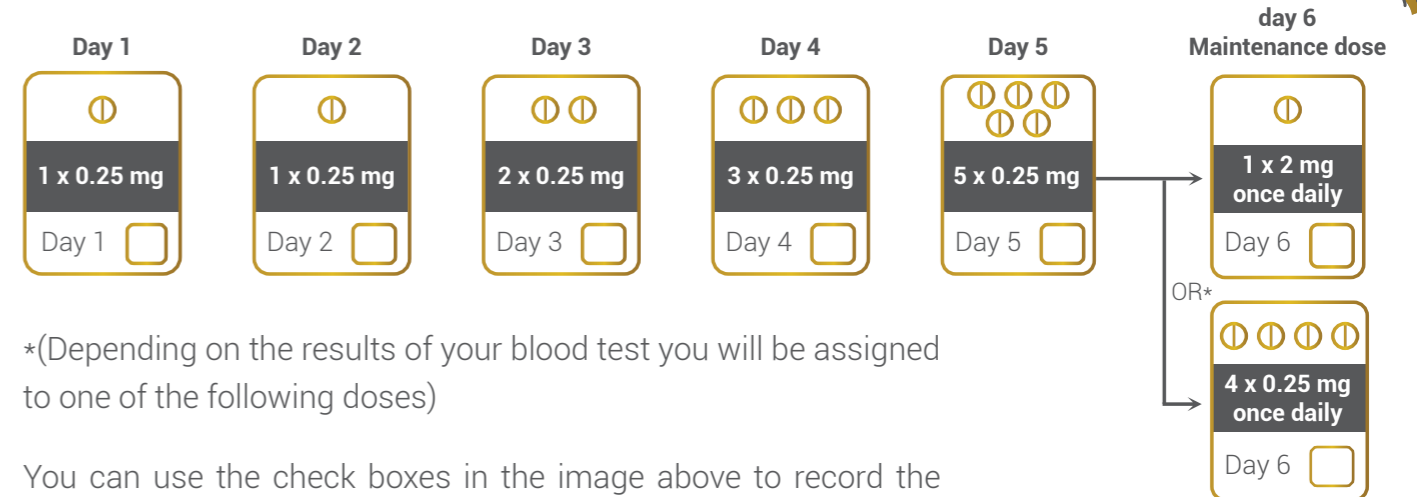 Day 1
Day 2
Day 3
Day 4
Day 5
day 6
Maintenance dose
1 x 0.25 mg
1 x 0.25 mg
2 x 0.25 mg
3 x 0.25 mg
5 x 0.25 mg
1 x 2 mg
once daily
Day 1
Day 2
Day 3
Day 4
Day 5
Day 6
OR*
4 x 0.25 mg
once daily
Day 6
*(Depending on the results of your blood test you will be assigned
to one of the following doses)
You can use the check boxes in the image above to record the